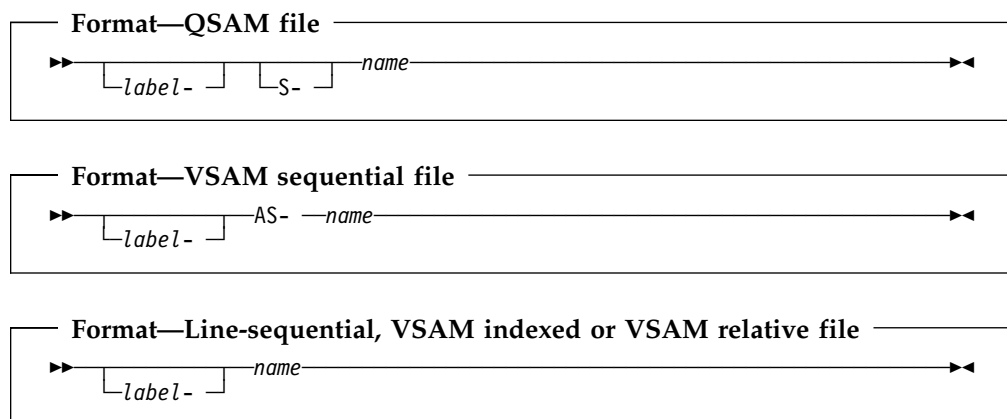 Format—QSAM file
name
label-
S-
Format—VSAM sequential file
AS- name
label-
Format—Line-sequential, VSAM indexed or VSAM relative file
name
label-